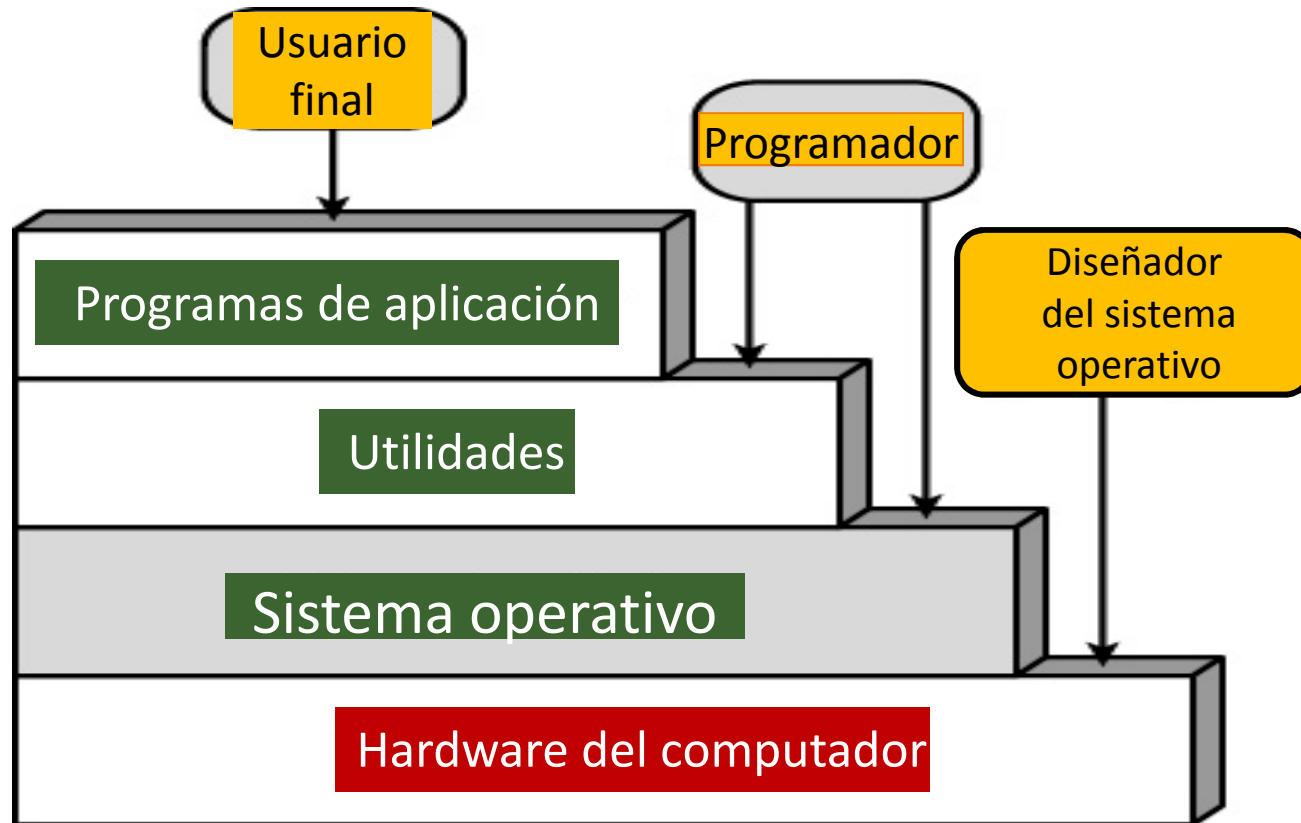 Usuario
final
Programador
Diseñador
del sistema
operativo
Programas de aplicación
Utilidades
Sistema operativo
Hardware del computador